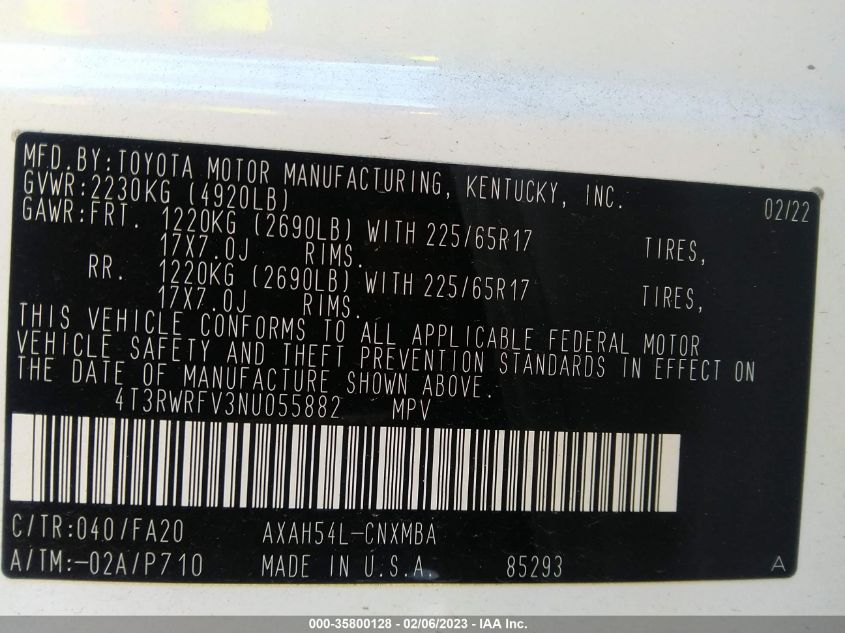 MFD.BY:TOYOTA MOTOR MANUFACTURING, KENTUCKY, INC.
GVWR:2230KG (4920LB) 02/22
GAWR:FRT. 1220KG (2690LB) WITH 225/65R17 TIRES,
17X7.0J RIMS.
RR. 1220KG (2690LB) WITH 225/65R17 TIRES,
17X7.0J RIMS.
THIS VEHICLE CONFORMS TO ALL APPLICABLE FEDERAL MOTOR
VEHICLE SAFETY AND THEFT PREVENTION STANDARDS IN EFFECT ON
THE DATE OF MANUFACTURE SHOWN ABOVE.
4T3RWRFV3NU055882 MPV
C/TR:040/FA20 AXAH54L-CNXMBA
A/TM:-02A/P710 MADE IN U.S.A. 85293 A
000-35800128 - 02/06/2023 - IAA Inc.